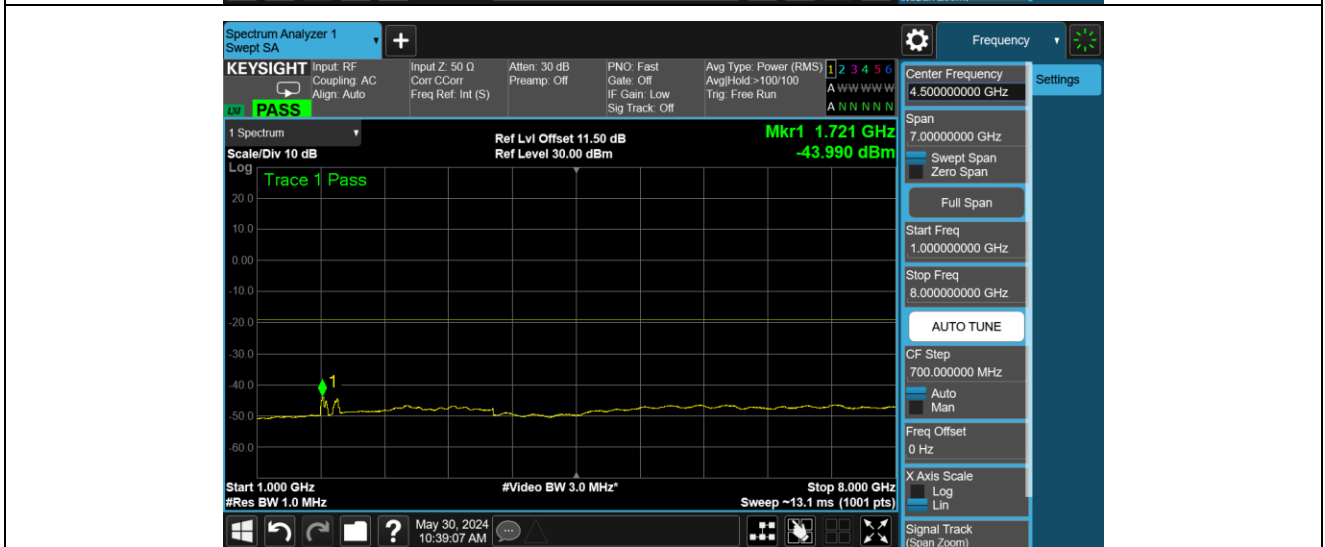 Spectrum Analyzer 1
Swept SA
+
Frequency
KEYSIGHT
Input: RF
Coupling: AC
Align: Auto
Input Z: 50 Ω
Corr CCorr
Freq Ref: Int (S)
Atten: 30 dB
Preamp: Off
PNO: Fast
Gate: Off
IF Gain: Low
Sig Track: Off
Avg Type: Power (RMS)
Avg|Hold:>100/100
Trig: Free Run
1 2 3 4 5 6
A W W W W W
A N N N N N
LXI PASS
1 Spectrum
Scale/Div 10 dB
Ref Lvl Offset 11.50 dB
Ref Level 30.00 dBm
Mkr1 1.721 GHz
-43.990 dBm
Log
Trace 1 Pass
20.0
10.0
0.00
-10.0
-20.0
-30.0
-40.0
-50.0
-60.0
1
Start 1.000 GHz
#Res BW 1.0 MHz
#Video BW 3.0 MHz*
Stop 8.000 GHz
Sweep ~13.1 ms (1001 pts)
?
May 30, 2024
10:39:07 AM
Center Frequency
4.500000000 GHz
Settings
Span
7.00000000 GHz
Swept Span
Zero Span
Full Span
Start Freq
1.000000000 GHz
Stop Freq
8.000000000 GHz
AUTO TUNE
CF Step
700.000000 MHz
Auto
Man
Freq Offset
0 Hz
X Axis Scale
Log
Lin
Signal Track
(Span Zoom)